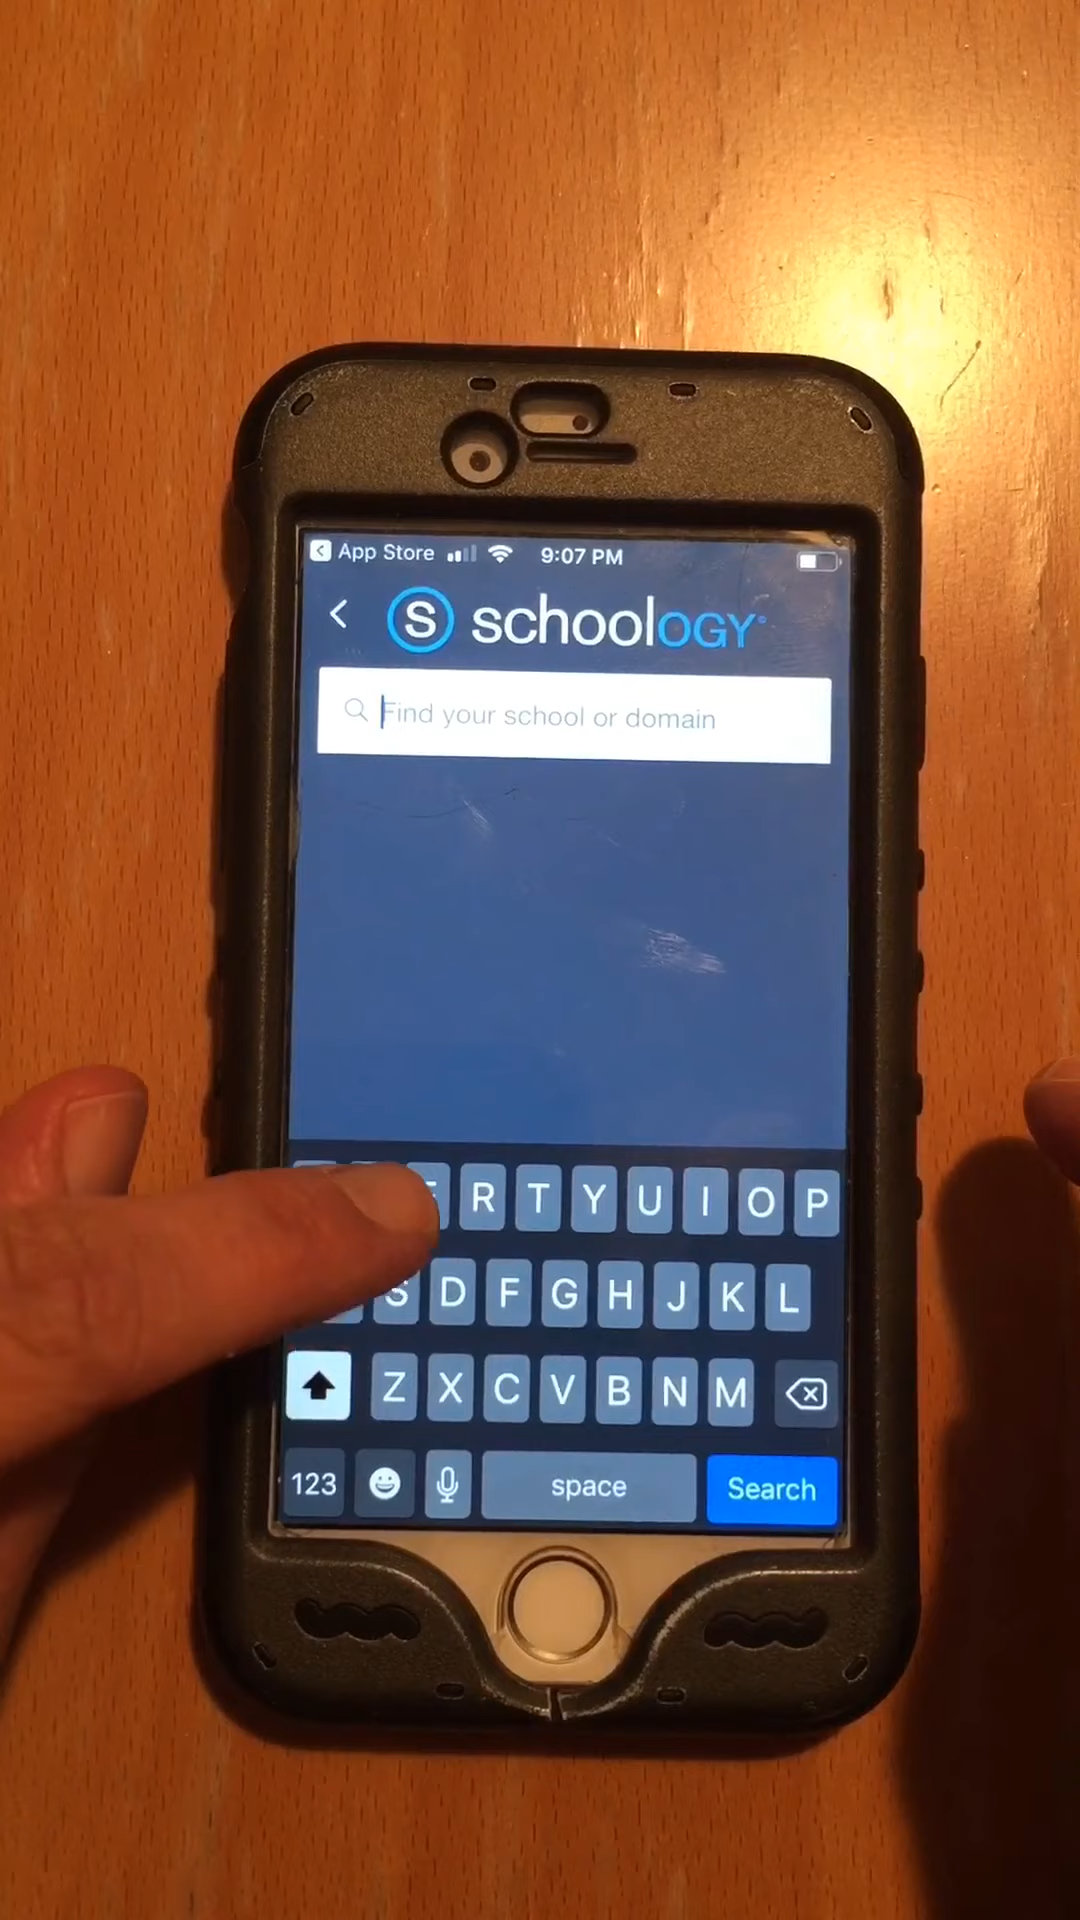 App Store 9:07 PM
S schoology
Find your school or domain
R T Y U I O P
S D F G H J K L
Z X C V B N M
123 space Search